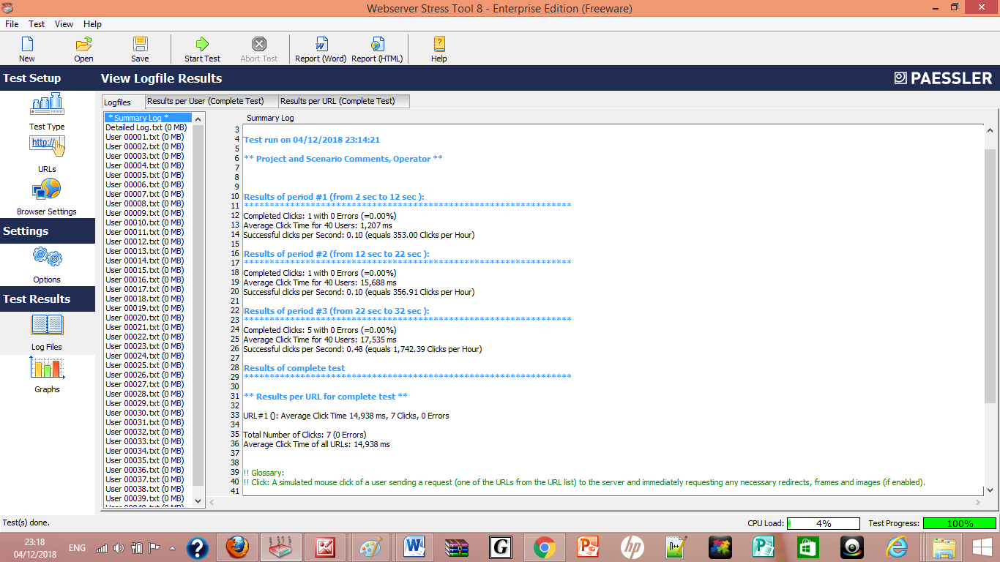 Webserver Stress Tool 8 - Enterprise Edition (Freeware)
File Test View Help
New Open Save Start Test Abort Test Report (Word) Report (HTML) Help
Test Setup
View Logfile Results
PAESSLER
Logfiles
Results per User (Complete Test)
Results per URL (Complete Test)
http://
Test Type
URLs
Browser Settings
Settings
Options
Test Results
Log Files
Graphs
* Summary Log *
Detailed Log.txt (0 MB)
User 00001.txt (0 MB)
User 00002.txt (0 MB)
User 00003.txt (0 MB)
User 00004.txt (0 MB)
User 00005.txt (0 MB)
User 00006.txt (0 MB)
User 00007.txt (0 MB)
User 00008.txt (0 MB)
User 00009.txt (0 MB)
User 00010.txt (0 MB)
User 00011.txt (0 MB)
User 00012.txt (0 MB)
User 00013.txt (0 MB)
User 00014.txt (0 MB)
User 00015.txt (0 MB)
User 00016.txt (0 MB)
User 00017.txt (0 MB)
User 00018.txt (0 MB)
User 00019.txt (0 MB)
User 00020.txt (0 MB)
User 00021.txt (0 MB)
User 00022.txt (0 MB)
User 00023.txt (0 MB)
User 00024.txt (0 MB)
User 00025.txt (0 MB)
User 00026.txt (0 MB)
User 00027.txt (0 MB)
User 00028.txt (0 MB)
User 00029.txt (0 MB)
User 00030.txt (0 MB)
User 00031.txt (0 MB)
User 00032.txt (0 MB)
User 00033.txt (0 MB)
User 00034.txt (0 MB)
User 00035.txt (0 MB)
User 00036.txt (0 MB)
User 00037.txt (0 MB)
User 00038.txt (0 MB)
User 00039.txt (0 MB)
Summary Log
3
4 Test run on 04/12/2018 23:14:21
5
6 ** Project and Scenario Comments, Operator **
7
8
9
10 Results of period #1 (from 2 sec to 12 sec ):
11 ****************************************************************
12 Completed Clicks: 1 with 0 Errors (=0.00%)
13 Average Click Time for 40 Users: 1,207 ms
14 Successful clicks per Second: 0.10 (equals 353.00 Clicks per Hour)
15
16 Results of period #2 (from 12 sec to 22 sec ):
17 ****************************************************************
18 Completed Clicks: 1 with 0 Errors (=0.00%)
19 Average Click Time for 40 Users: 15,688 ms
20 Successful clicks per Second: 0.10 (equals 356.91 Clicks per Hour)
21
22 Results of period #3 (from 22 sec to 32 sec ):
23 ****************************************************************
24 Completed Clicks: 5 with 0 Errors (=0.00%)
25 Average Click Time for 40 Users: 17,535 ms
26 Successful clicks per Second: 0.48 (equals 1,742.39 Clicks per Hour)
27
28 Results of complete test
29 ****************************************************************
30
31 ** Results per URL for complete test **
32
33 URL#1 (): Average Click Time 14,938 ms, 7 Clicks, 0 Errors
34
35 Total Number of Clicks: 7 (0 Errors)
36 Average Click Time of all URLs: 14,938 ms
37
38
39 !! Glossary:
40 !! Click: A simulated mouse click of a user sending a request (one of the URLs from the URL list) to the server and immediately requesting any necessary redirects, frames and images (if enabled).
41
Test(s) done.
CPU Load: 4% Test Progress: 100%
23:18
04/12/2018
ENG